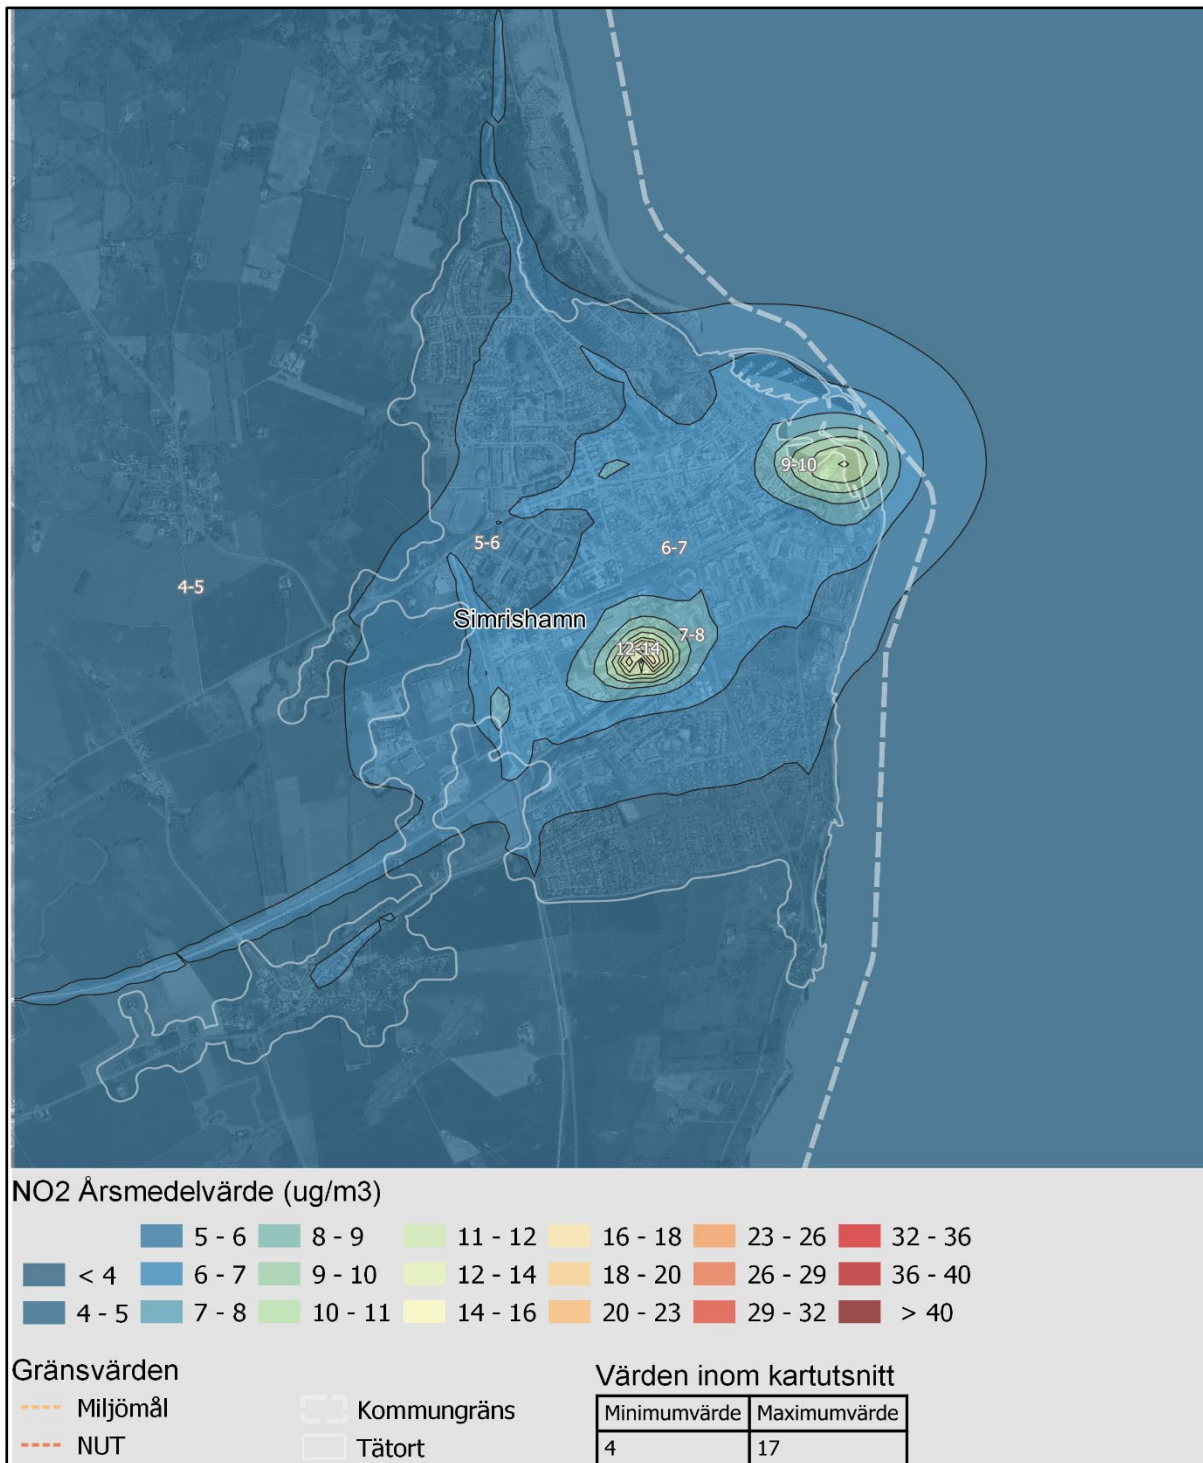 9-10
5-6
6-7
4-5
Simrishamn
7-8
12-14
NO2 Årsmedelvärde (ug/m3)
5 - 6 8 - 9 11 - 12 16 - 18 23 - 26 32 - 36
< 4 6 - 7 9 - 10 12 - 14 18 - 20 26 - 29 36 - 40
4 - 5 7 - 8 10 - 11 14 - 16 20 - 23 29 - 32 > 40
Gränsvärden
Miljömål
NUT
Kommungräns
Tätort
Värden inom kartutsnitt
Minimumvärde Maximumvärde
4 17